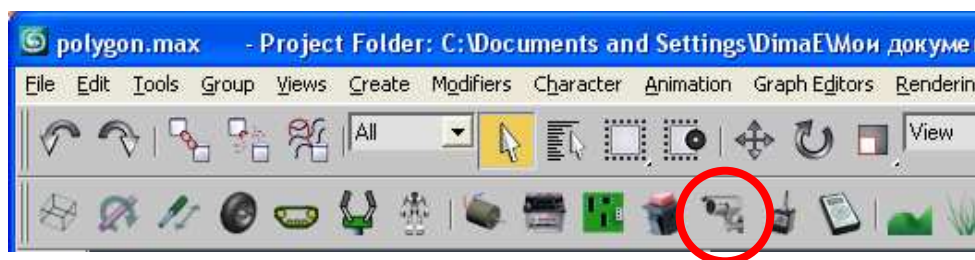 polygon.max - Project Folder: C:\Documents and Settings\DimaE\Мои докуме
File Edit Tools Group Views Create Modifiers Character Animation Graph Editors Renderin
All View